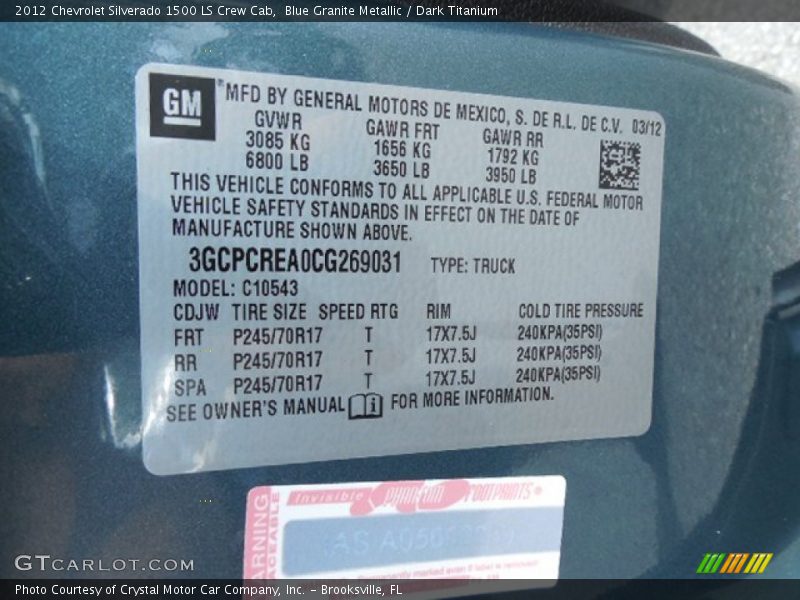 2012 Chevrolet Silverado 1500 LS Crew Cab,  Blue Granite Metallic / Dark Titanium
GM
MFD BY GENERAL MOTORS DE MEXICO, S. DE R.L. DE C.V. 03/12
GVWR GAWR FRT GAWR RR
3085 KG 1656 KG 1792 KG
6800 LB 3650 LB 3950 LB
THIS VEHICLE CONFORMS TO ALL APPLICABLE U.S. FEDERAL MOTOR
VEHICLE SAFETY STANDARDS IN EFFECT ON THE DATE OF
MANUFACTURE SHOWN ABOVE.
3GCPCREA0CG269031 TYPE: TRUCK
MODEL: C10543
CDJW TIRE SIZE SPEED RTG RIM COLD TIRE PRESSURE
FRT P245/70R17 T 17X7.5J 240KPA(35PSI)
RR P245/70R17 T 17X7.5J 240KPA(35PSI)
SPA P245/70R17 T 17X7.5J 240KPA(35PSI)
SEE OWNER'S MANUAL FOR MORE INFORMATION.
WARNING
Invisible PHANTOM FOOTPRINTS
GTCARLOT.COM
Photo Courtesy of Crystal Motor Car Company, Inc. – Brooksville, FL